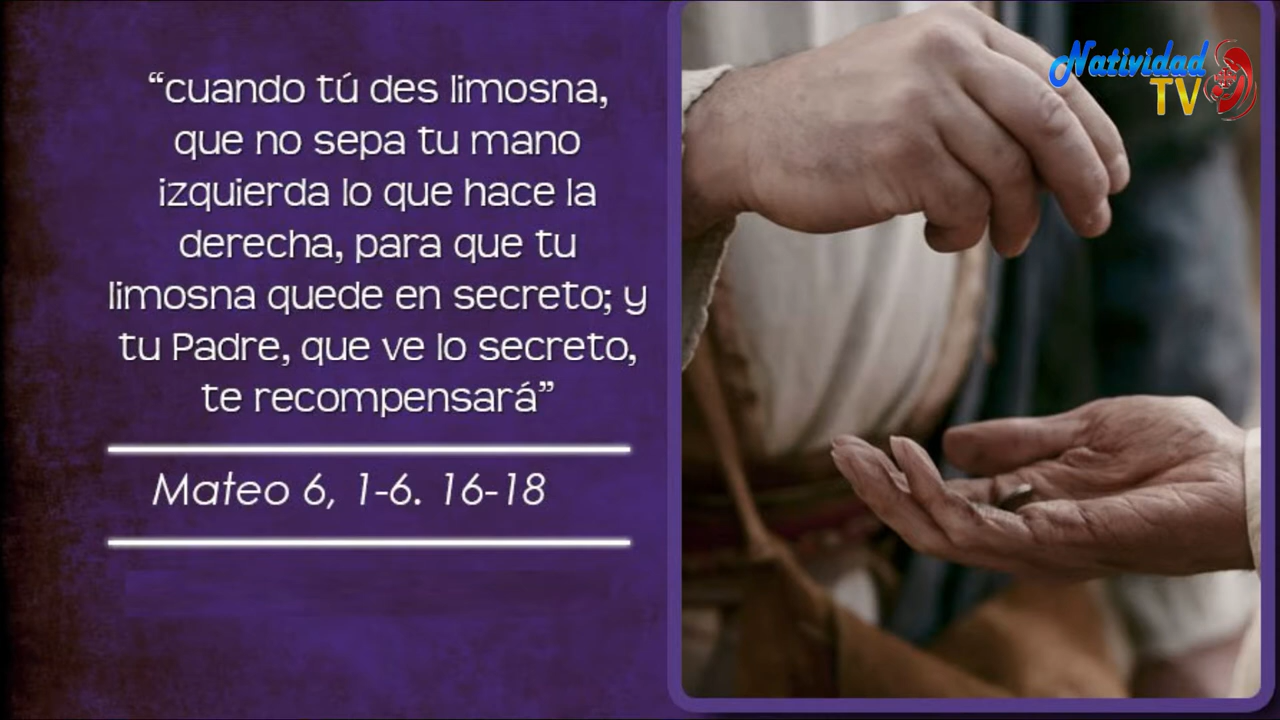 “cuando tú des limosna,
que no sepa tu mano
izquierda lo que hace la
derecha, para que tu
limosna quede en secreto; y
tu Padre, que ve lo secreto,
te recompensará”
Mateo 6, 1-6. 16-18
Natividad
TV